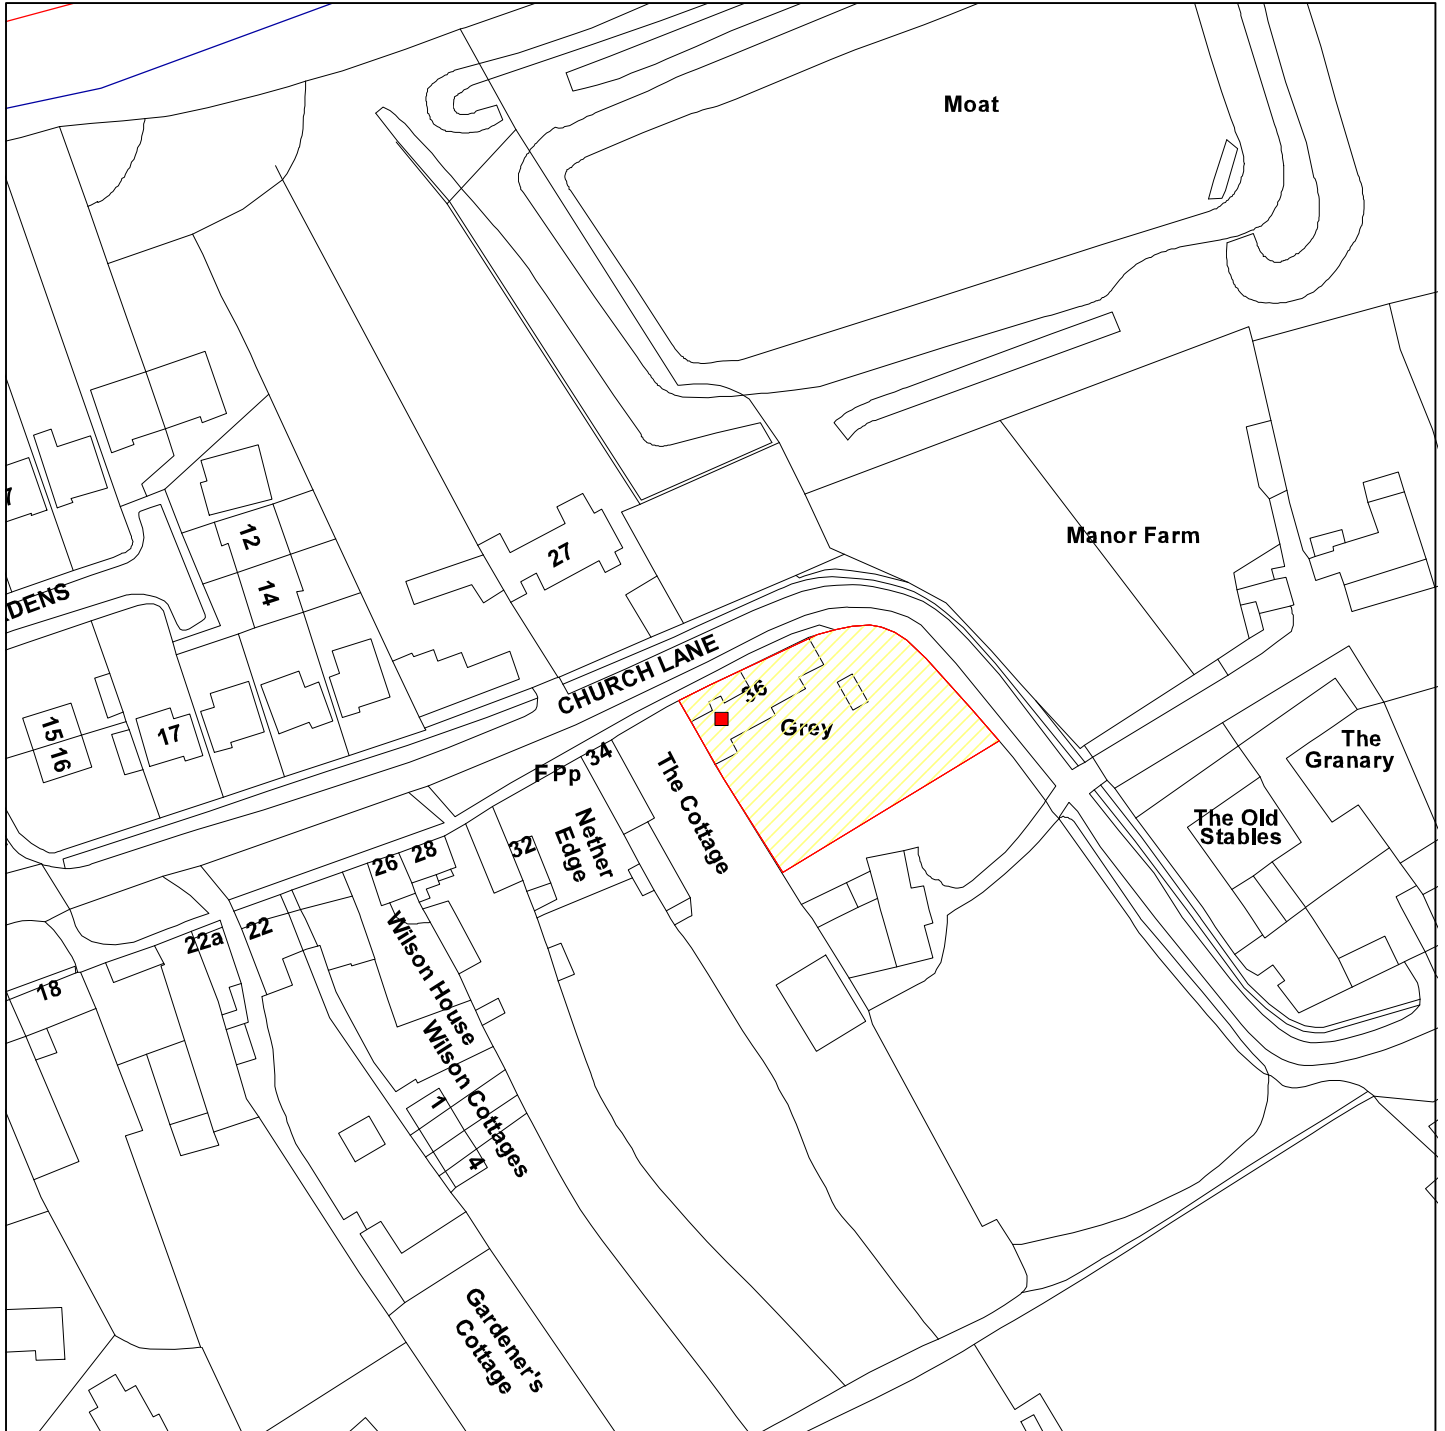 Moat
12
27
Manor Farm
14
DENS
CHURCH LANE
36
Grey
15
16
17
34
FPp
The Cottage
The
Granary
The Old
Stables
Nether
Edge
32
28
26
22
22a
18
Wilson House
Wilson Cottages
1
4
Gardener's
Cottage